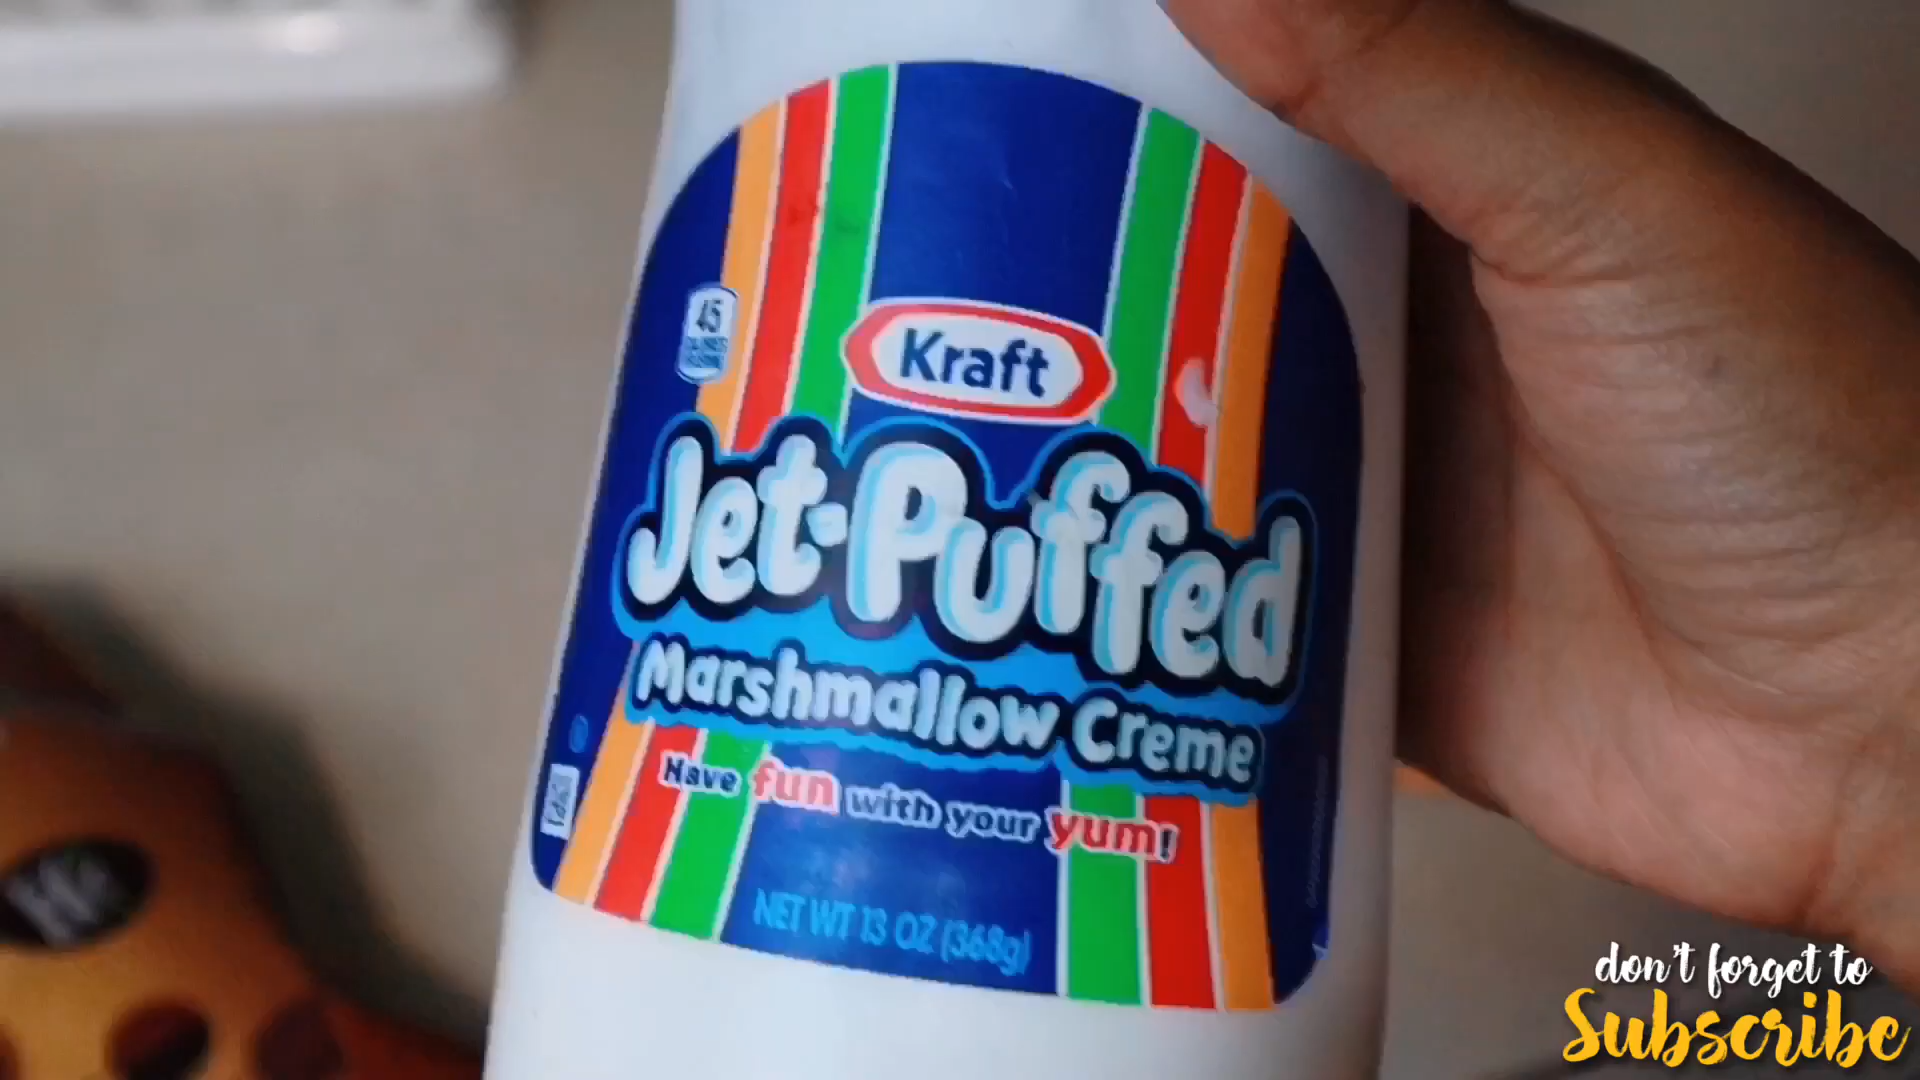 45
Kraft
Jet-Puffed
Marshmallow Creme
Have fun with your yum!
NET WT 13 OZ (368g)
don't forget to
Subscribe